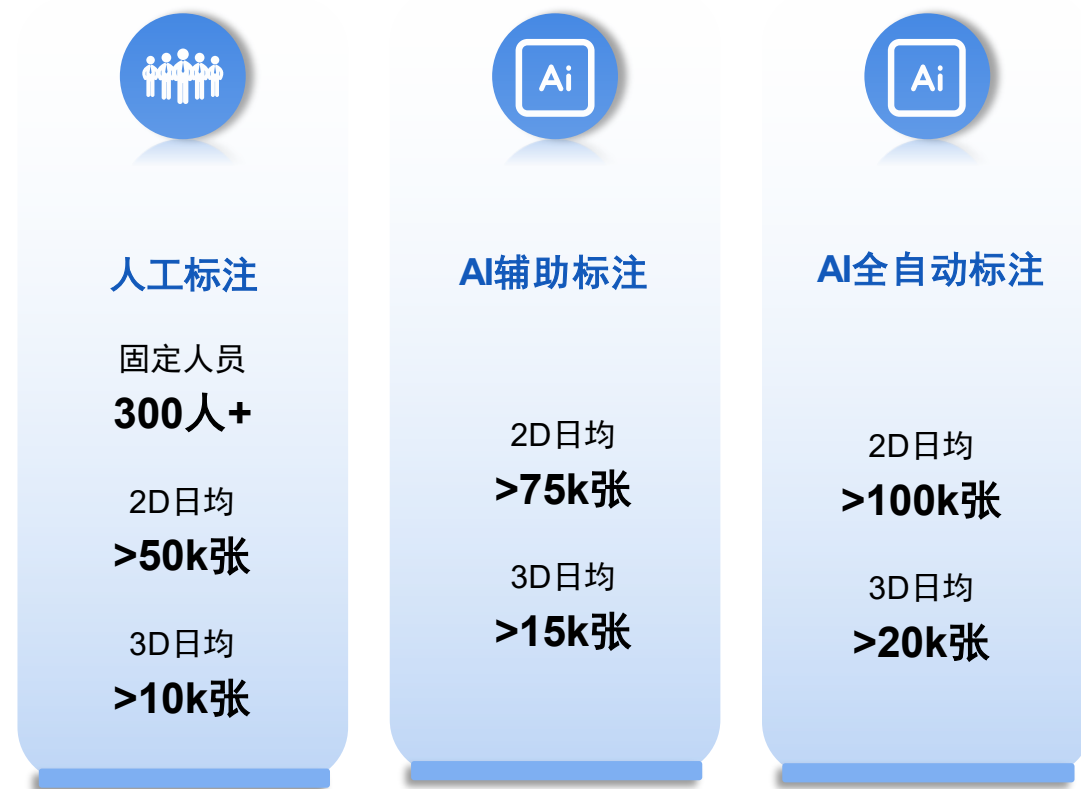 人工标注
固定人员
300人+
2D日均
>50k张
3D日均
>10k张
Ai
AI辅助标注
2D日均
>75k张
3D日均
>15k张
Ai
AI全自动标注
2D日均
>100k张
3D日均
>20k张